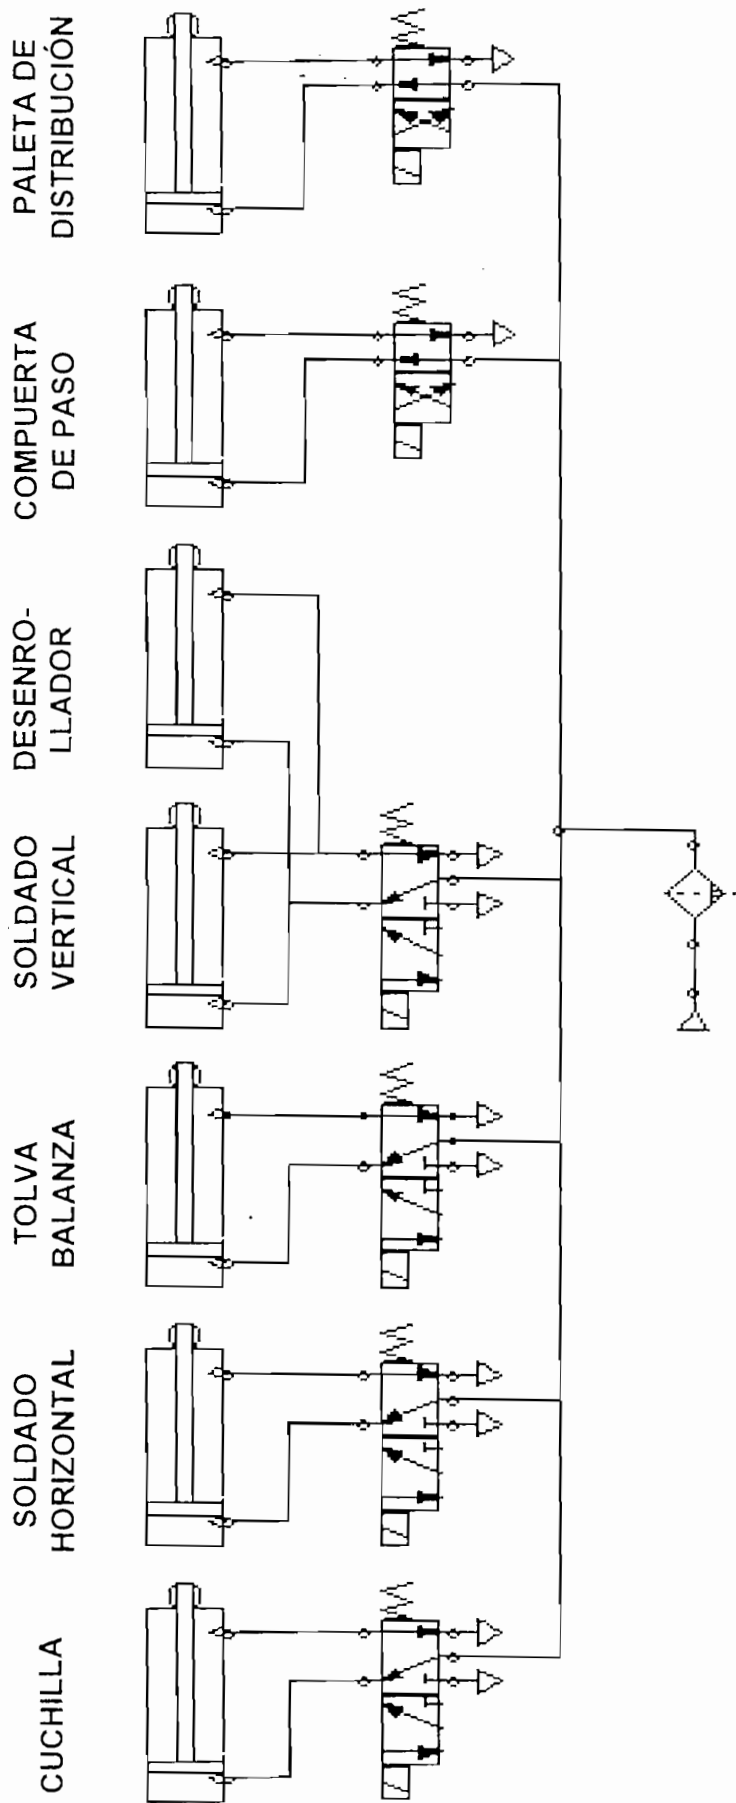 CUCHILLA
SOLDADO
HORIZONTAL
TOLVA
BALANZA
SOLDADO
VERTICAL
DESENRO-
LLADOR
COMPUERTA
DE PASO
PALETA DE
DISTRIBUCIÓN